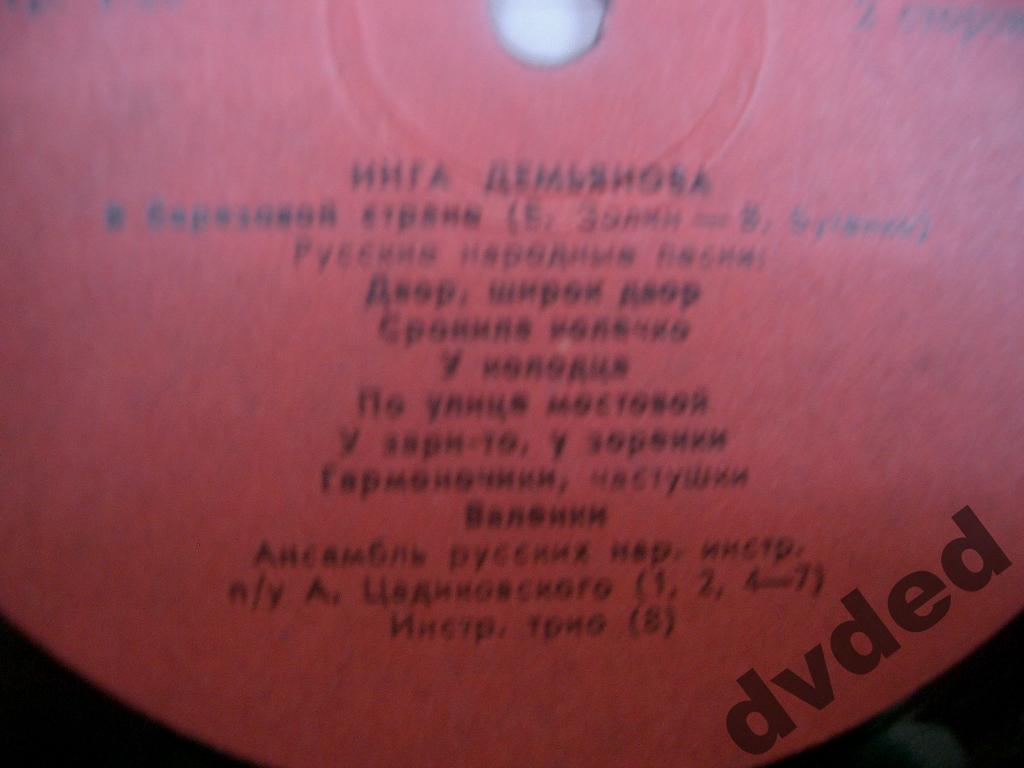 2 сторона
ИНГА ДЕМЬЯНОВА
В березовой стране (Е. — В.
Русские народные песни:
Двор, широк двор
Сронила колечко
У колодца
По улице мостовой
У зари-то, у зореньки
Гармоночики, частушки
Валенки
Ансамбль русских нар. инстр.
п/у А. Цадиковского (1, 2, 4—7)
Инстр. трио (8)
dvded